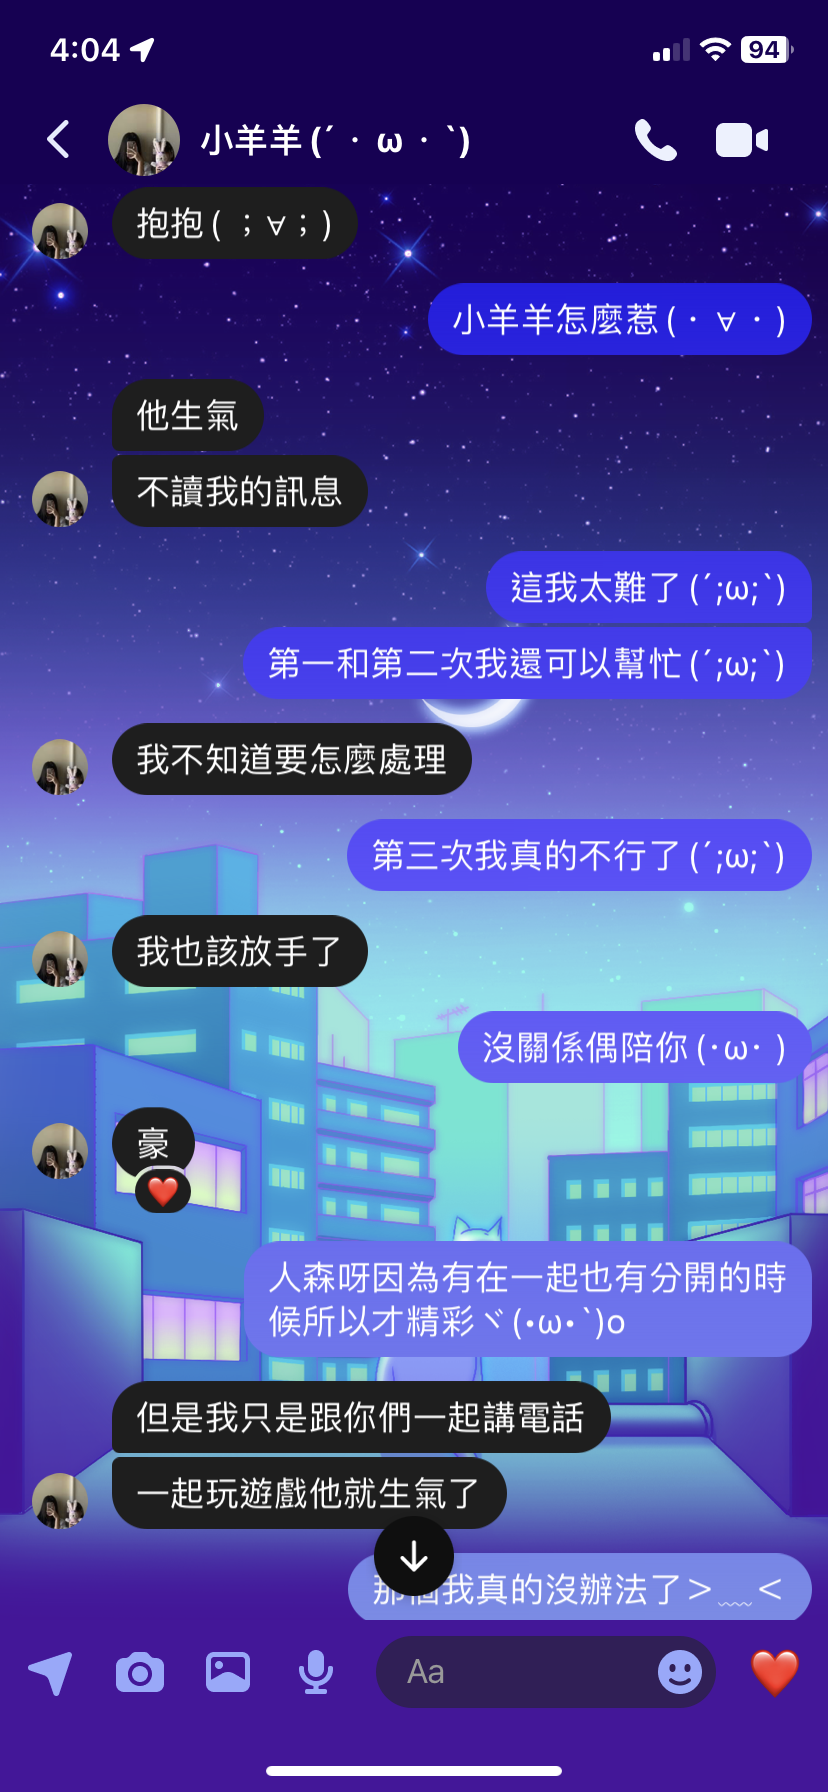 4:04
94
小羊羊 (´・ω・`)
抱抱 ( ；∀；)
小羊羊怎麼惹 (・∀・)
他生氣
不讀我的訊息
這我太難了 (´;ω;`)
第一和第二次我還可以幫忙 (´;ω;`)
我不知道要怎麼處理
第三次我真的不行了 (´;ω;`)
我也該放手了
沒關係偶陪你 (･ω･ )
豪
人森呀因為有在一起也有分開的時
候所以才精彩ヾ(•ω•`)o
但是我只是跟你們一起講電話
一起玩遊戲他就生氣了
那個我真的沒辦法了＞﹏＜
Aa